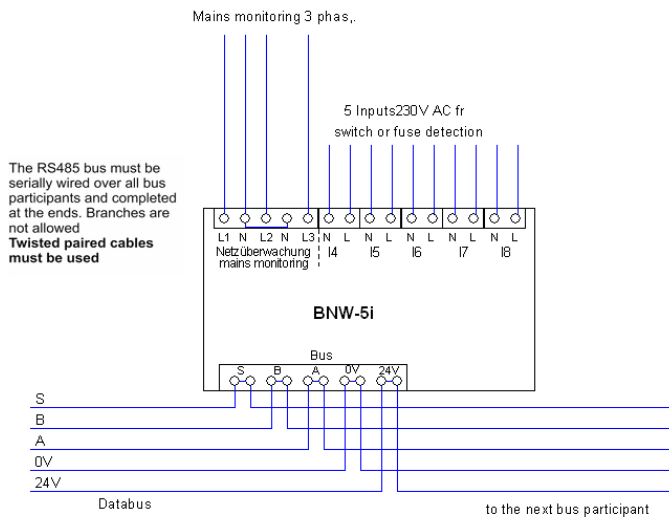 Mains monitoring 3 phas,.
5 Inputs230V AC fr
switch or fuse detection
The RS485 bus must be
serially wired over all bus
participants and completed
at the ends. Branches are
not allowed
Twisted paired cables
must be used
L1 N L2 N L3 N L N L N L N L N L
Netzüberwachung I4 I5 I6 I7 I8
mains monitoring
BNW-5i
Bus
S B A 0V 24V
S
B
A
0V
24V
Databus
to the next bus participant